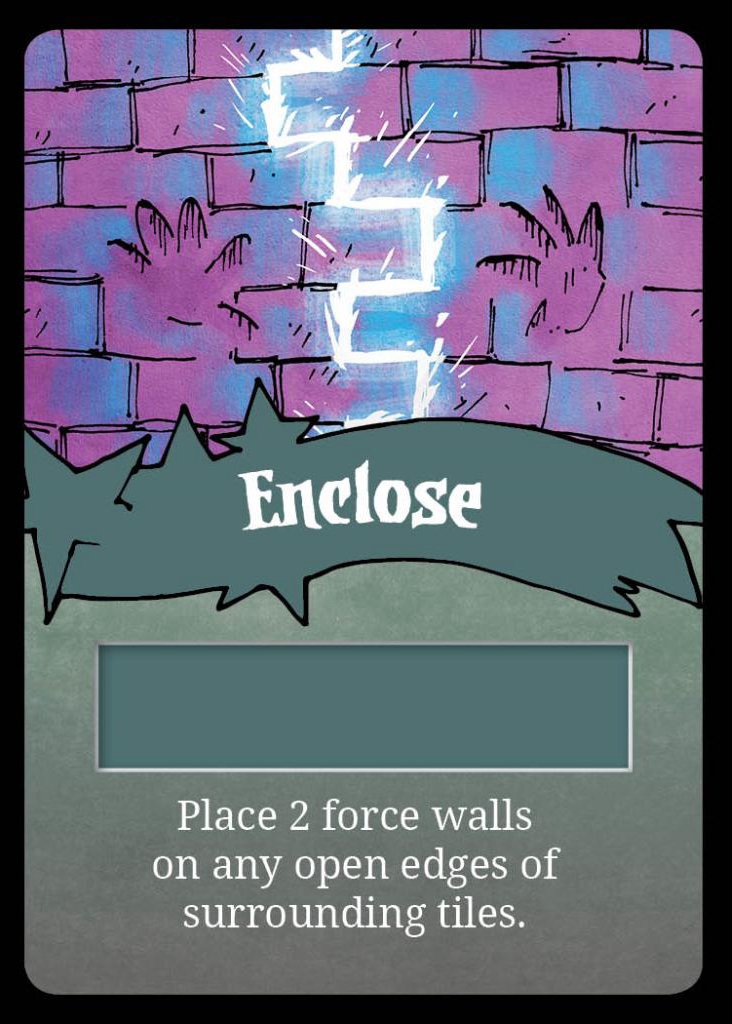 Enclose
Place 2 force walls
on any open edges of
surrounding tiles.